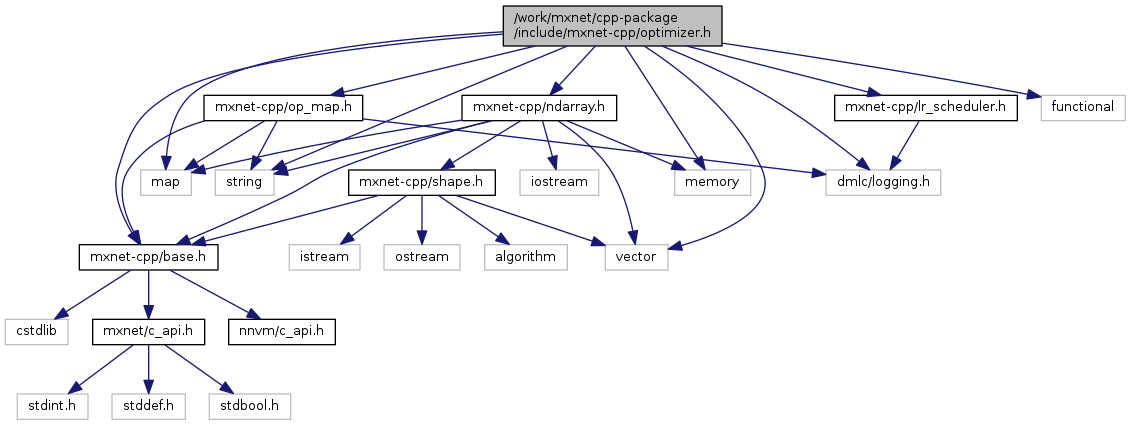 /work/mxnet/cpp-package
/include/mxnet-cpp/optimizer.h
mxnet-cpp/op_map.h
mxnet-cpp/ndarray.h
mxnet-cpp/lr_scheduler.h
functional
map
string
mxnet-cpp/shape.h
iostream
memory
dmlc/logging.h
mxnet-cpp/base.h
istream
ostream
algorithm
vector
cstdlib
mxnet/c_api.h
nnvm/c_api.h
stdint.h
stddef.h
stdbool.h